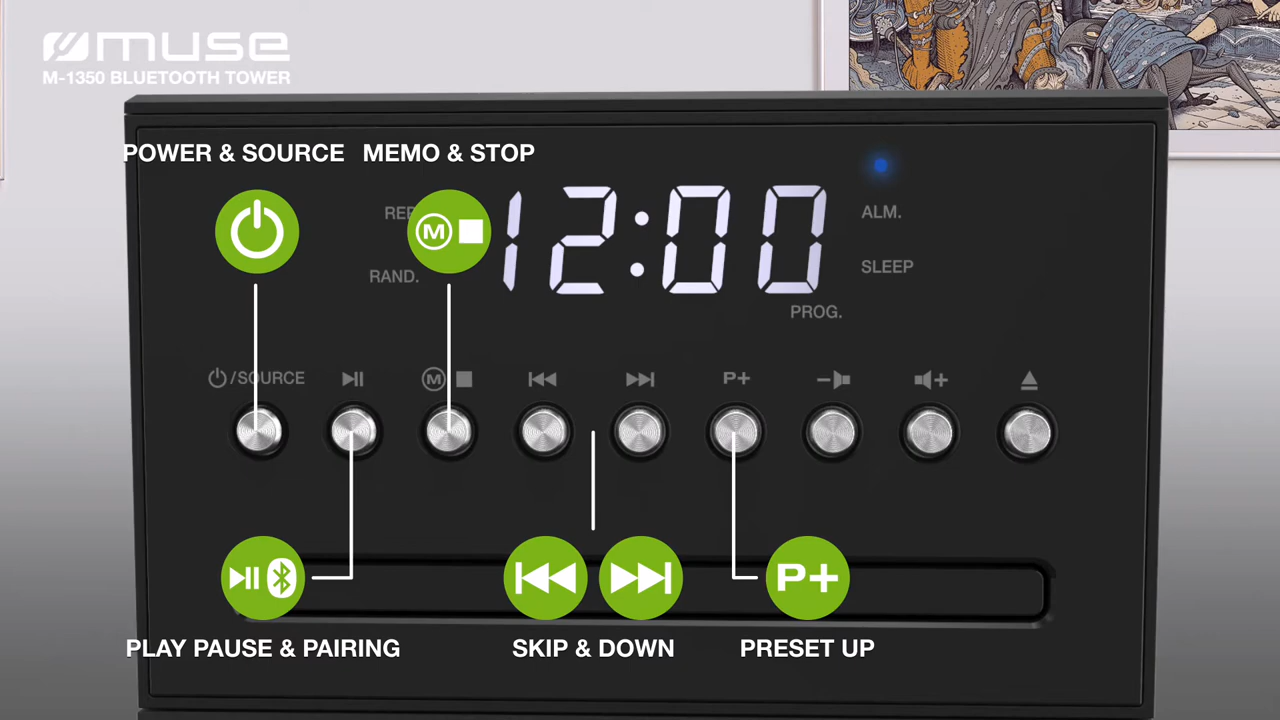 muse
M-1350 BLUETOOTH TOWER
POWER & SOURCE
MEMO & STOP
M
12:00
ALM.
RAND.
SLEEP
PROG.
/SOURCE
M
P+
P+
PLAY PAUSE & PAIRING
SKIP & DOWN
PRESET UP